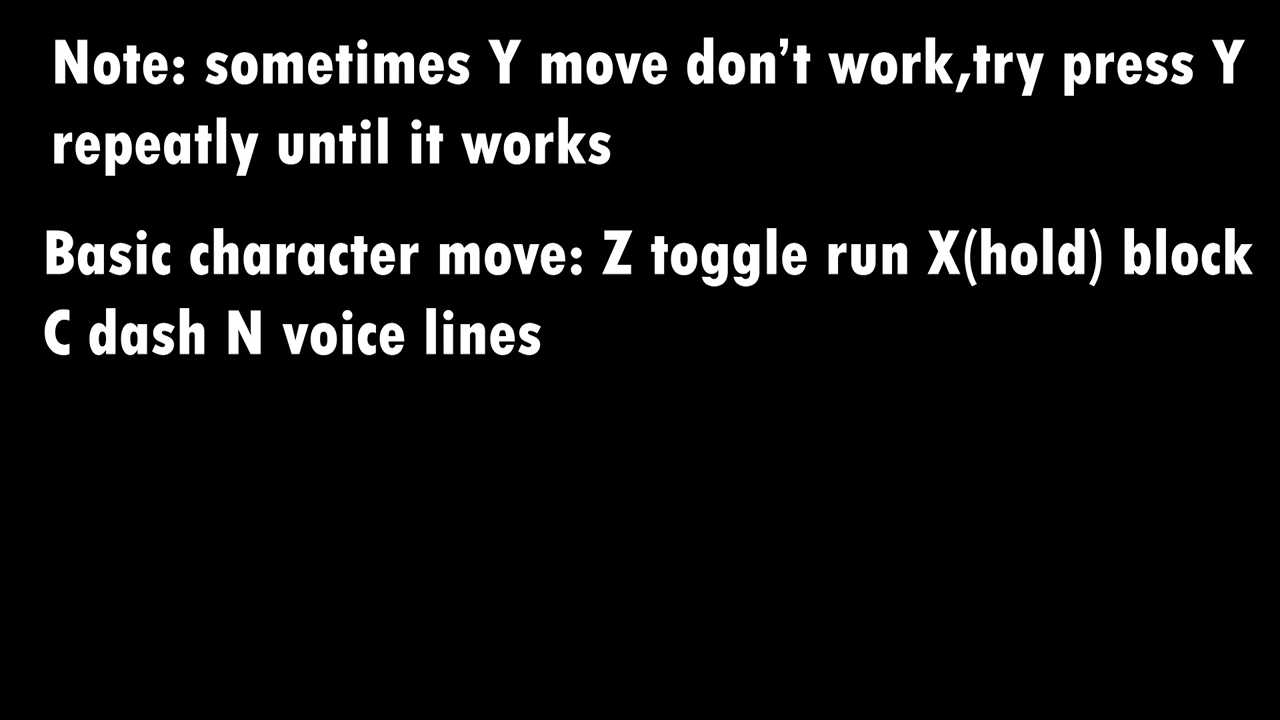 Note: sometimes Y move don’t work,try press Y
repeatly until it works
Basic character move: Z toggle run X(hold) block
C dash N voice lines